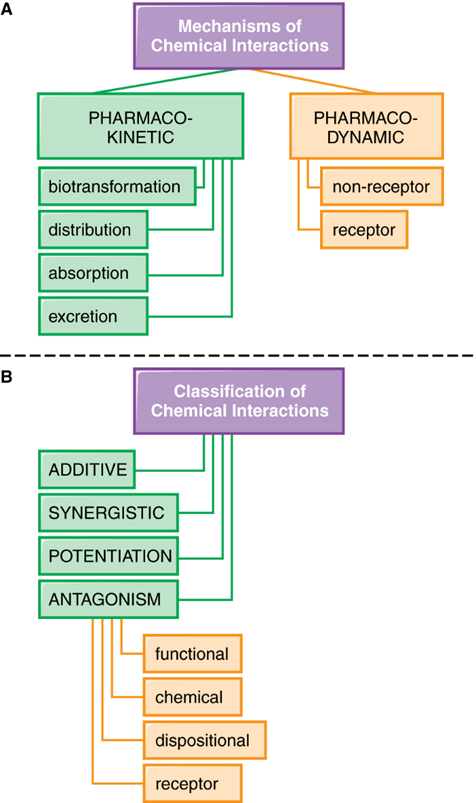 A
Mechanisms of
Chemical Interactions
PHARMACO-
KINETIC
biotransformation
distribution
absorption
excretion
PHARMACO-
DYNAMIC
non-receptor
receptor
B
Classification of
Chemical Interactions
ADDITIVE
SYNERGISTIC
POTENTIATION
ANTAGONISM
functional
chemical
dispositional
receptor